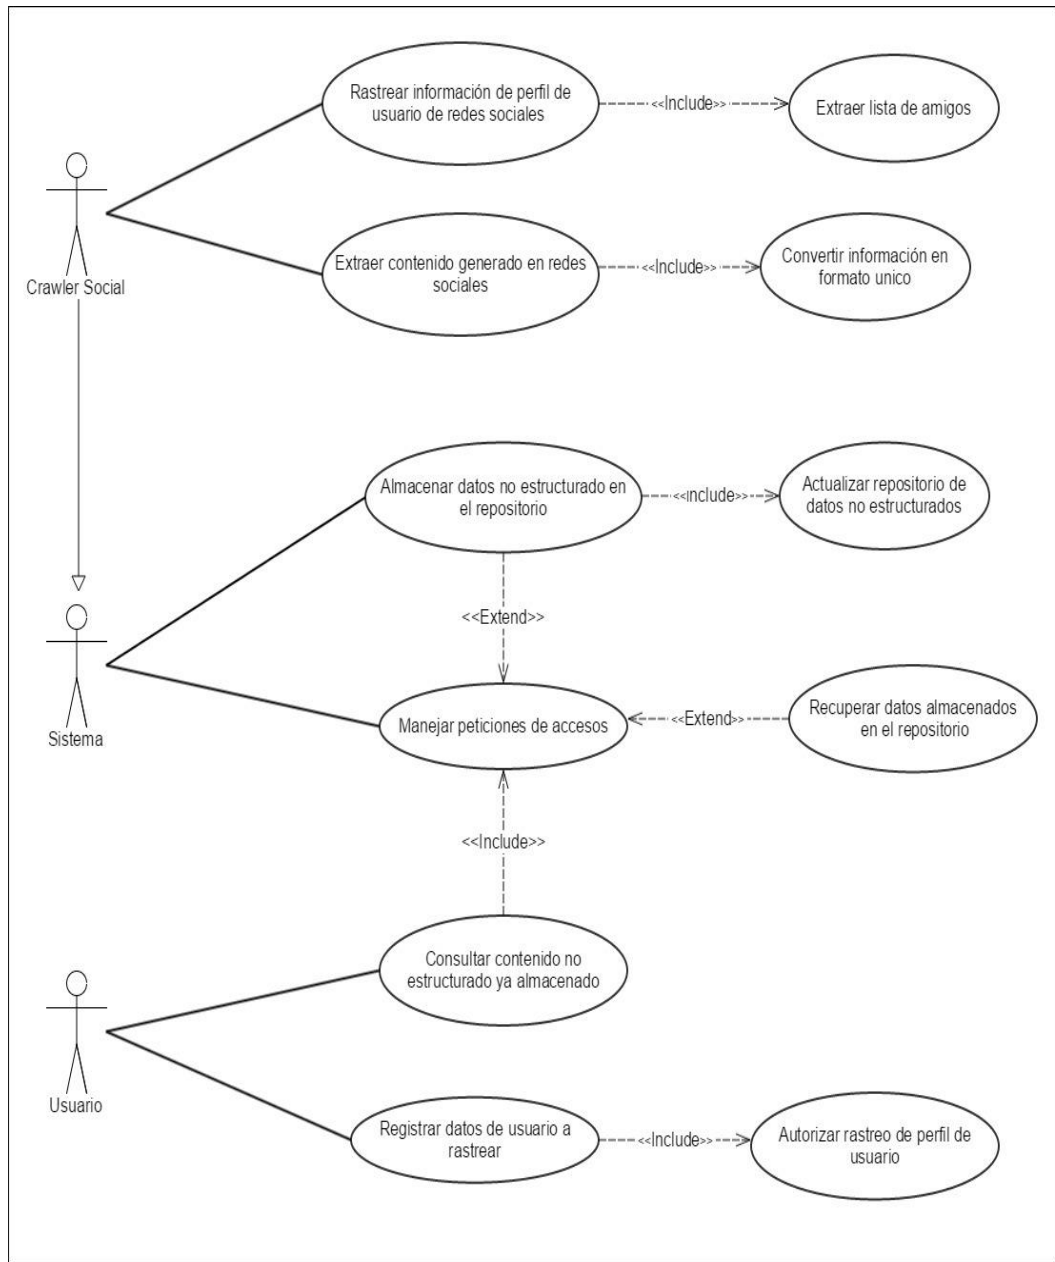 Rastrear información de perfil de
usuario de redes sociales
<<Include>>
Extraer lista de amigos
Crawler Social
Extraer contenido generado en redes
sociales
<<Include>>
Convertir información en
formato unico
Almacenar datos no estructurado en
el repositorio
<<include>>
Actualizar repositorio de
datos no estructurados
<<Extend>>
Sistema
Manejar peticiones de accesos
<<Extend>>
Recuperar datos almacenados
en el repositorio
<<Include>>
Consultar contenido no
estructurado ya almacenado
Usuario
Registrar datos de usuario a
rastrear
<<Include>>
Autorizar rastreo de perfil de
usuario